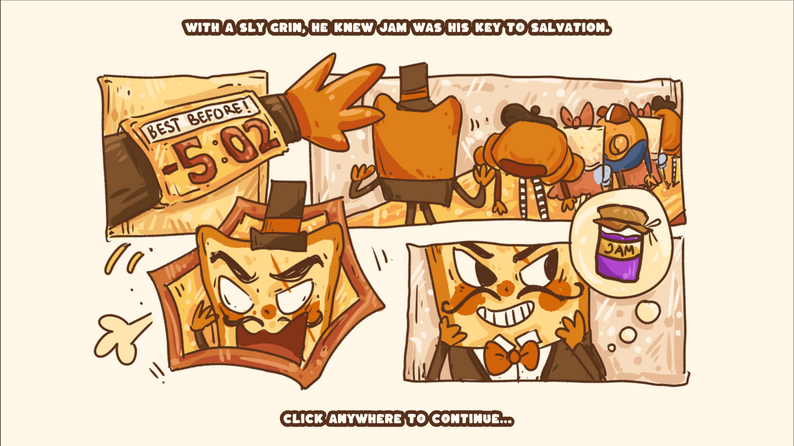 WITH A SLY GRIN, HE KNEW JAM WAS HIS KEY TO SALVATION.
BEST BEFORE!
-5:02
JAM
CLICK ANYWHERE TO CONTINUE...